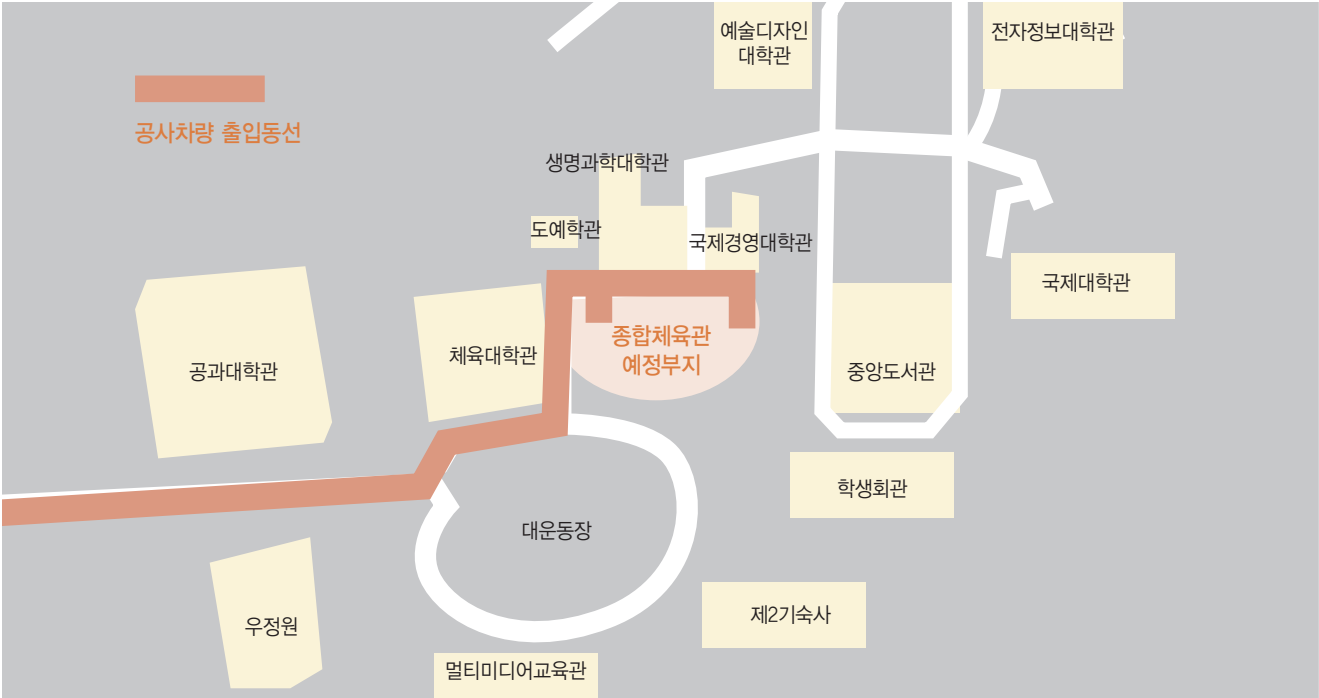 예술디자인
대학관
전자정보대학관
공사차량 출입동선
생명과학대학관
도예학관
국제경영대학관
국제대학관
종합체육관
예정부지
체육대학관
공과대학관
중앙도서관
학생회관
대운동장
제2기숙사
우정원
멀티미디어교육관